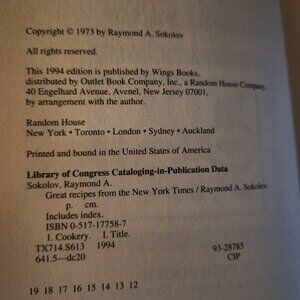 Copyright © 1973 by Raymond A. Sokolov
All rights reserved.
This 1994 edition is published by Wings Books,
distributed by Outlet Book Company, Inc., a Random House Company,
40 Engelhard Avenue, Avenel, New Jersey 07001,
by arrangement with the author.
Random House
New York • Toronto • London • Sydney • Auckland
Printed and bound in the United States of America
Library of Congress Cataloging-in-Publication Data
Sokolov, Raymond A.
Great recipes from the New York Times / Raymond A. Sokolov.
p. cm.
Includes index.
ISBN 0-517-17758-7
1. Cookery. I. Title.
TX714.S613 1994 93-28785
641.5—dc20 CIP
19 18 17 16 15 14 13 12